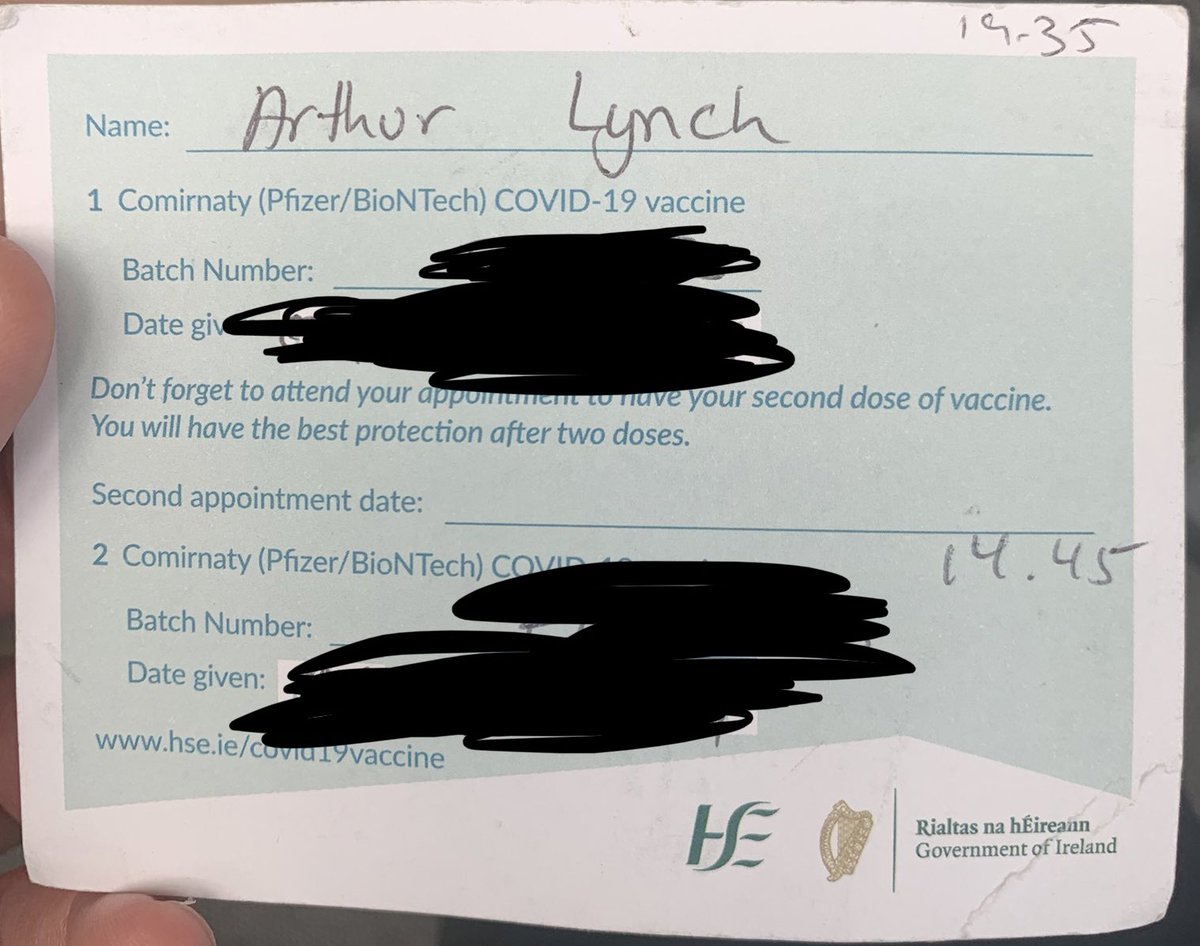 19-35
Name: Arthur Lynch
1 Comirnaty (Pfizer/BioNTech) COVID-19 vaccine
Batch Number:
Date giv
Don't forget to attend your appointment to have your second dose of vaccine.
You will have the best protection after two doses.
Second appointment date:
2 Comirnaty (Pfizer/BioNTech) COVID-19
14.45
Batch Number:
Date given:
www.hse.ie/covid19vaccine
HSE
Rialtas na hÉireann
Government of Ireland